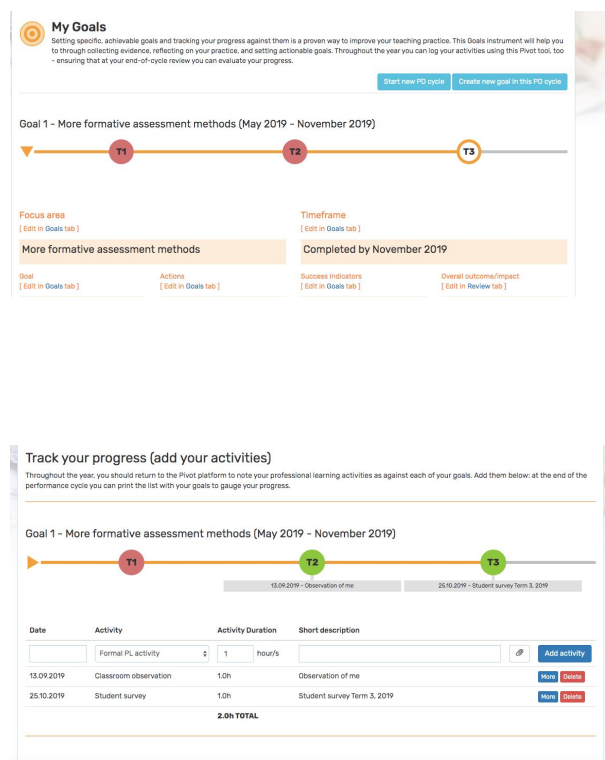 My Goals
Setting specific, achievable goals and tracking your progress against them is a proven way to improve your teaching practice. This Goals instrument will help you
to through collecting evidence, reflecting on your practice, and setting actionable goals. Throughout the year you can log your activities using this Pivot tool, too
- ensuring that at your end-of-cycle review you can evaluate your progress.
Start new PD cycle Create new goal in this PD cycle
Goal 1 - More formative assessment methods (May 2019 - November 2019)
T1 T2 T3
Focus area Timeframe
[ Edit in Goals tab ] [ Edit in Goals tab ]
More formative assessment methods Completed by November 2019
Goal Actions Success Indicators Overall outcome/impact
[ Edit in Goals tab ] [ Edit in Goals tab ] [ Edit in Goals tab ] [ Edit in Review tab ]
Track your progress (add your activities)
Throughout the year, you should return to the Pivot platform to note your professional learning activities as against each of your goals. Add them below: at the end of the
performance cycle you can print the list with your goals to gauge your progress.
Goal 1 - More formative assessment methods (May 2019 - November 2019)
T1 T2 T3
13.09.2019 - Observation of me 25.10.2019 - Student survey Term 3, 2019
Date Activity Activity Duration Short description
Formal PL activity 1 hour/s Add activity
13.09.2019 Classroom observation 1.0h Observation of me More Delete
25.10.2019 Student survey 1.0h Student survey Term 3, 2019 More Delete
2.0h TOTAL